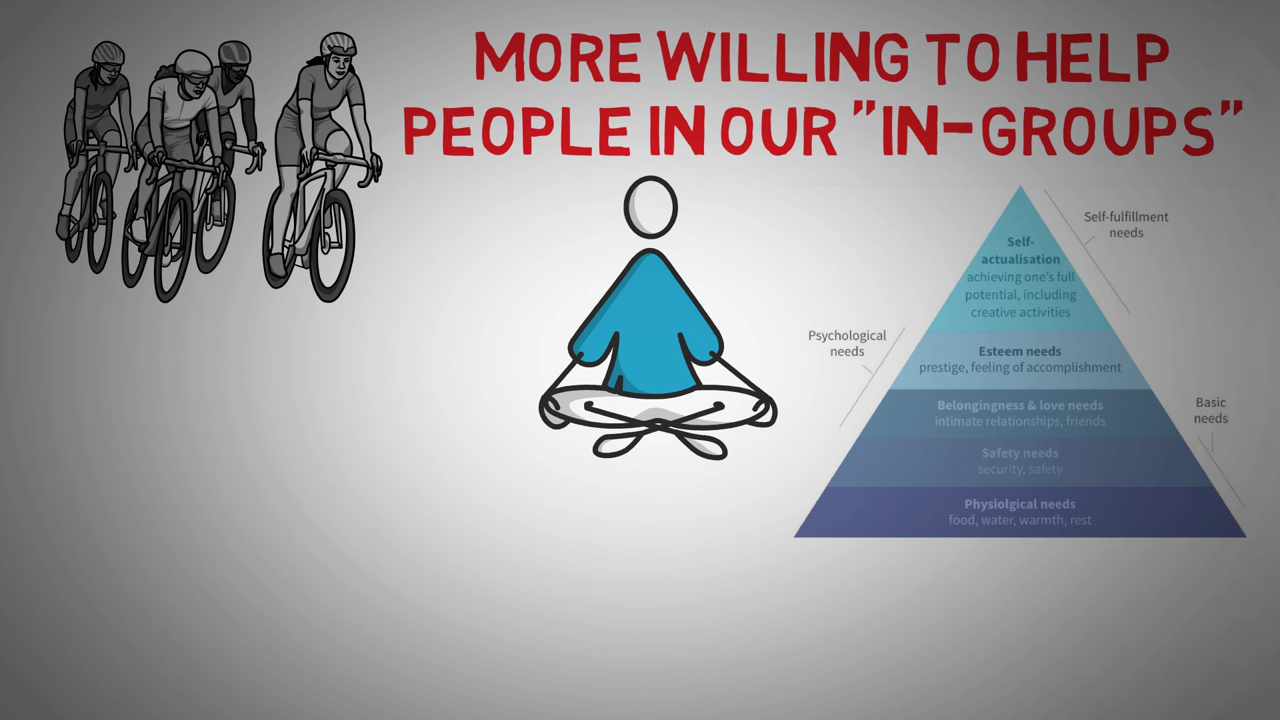 MORE WILLING TO HELP
PEOPLE IN OUR "IN-GROUPS"
Self-fulfillment
needs
Self-
actualisation
achieving one's full
potential, including
creative activities
Psychological
needs
Esteem needs
prestige, feeling of accomplishment
Belongingness & love needs
intimate relationships, friends
Basic
needs
Safety needs
security, safety
Physiolgical needs
food, water, warmth, rest